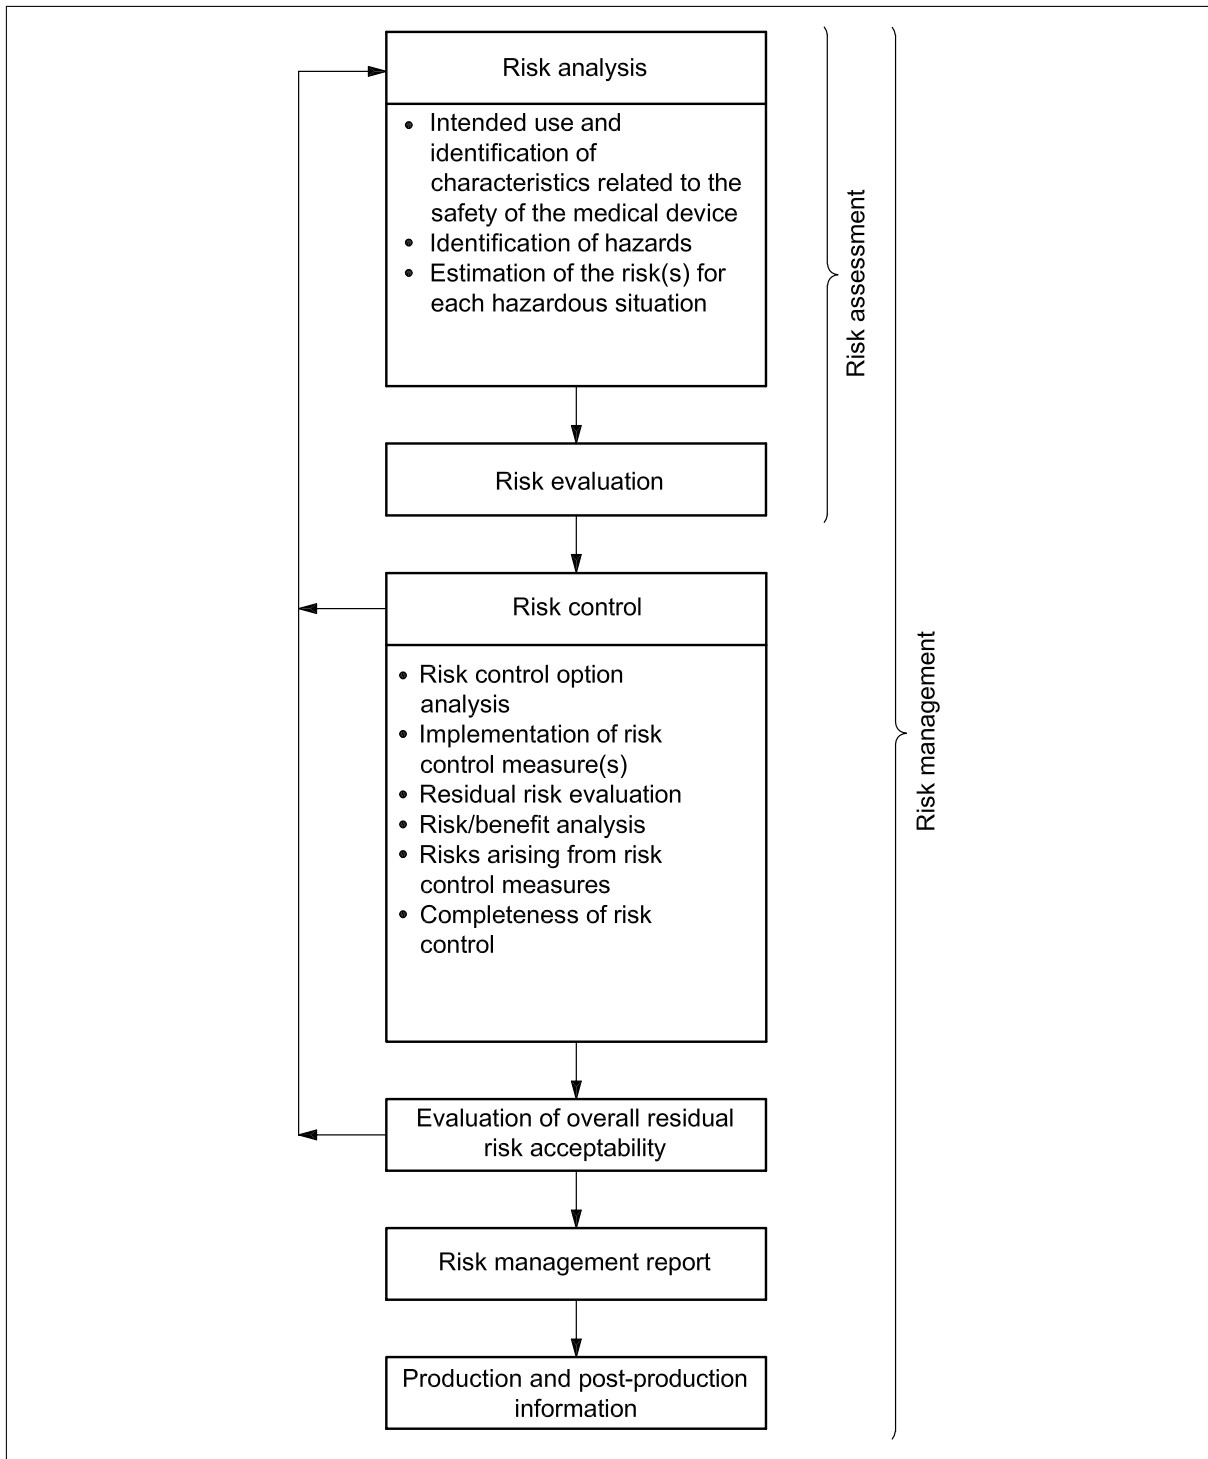 Risk analysis
• Intended use and
identification of
characteristics related to the
safety of the medical device
• Identification of hazards
• Estimation of the risk(s) for
each hazardous situation
Risk evaluation
Risk assessment
Risk control
• Risk control option
analysis
• Implementation of risk
control measure(s)
• Residual risk evaluation
• Risk/benefit analysis
• Risks arising from risk
control measures
• Completeness of risk
control
Evaluation of overall residual
risk acceptability
Risk management report
Production and post-production
information
Risk management